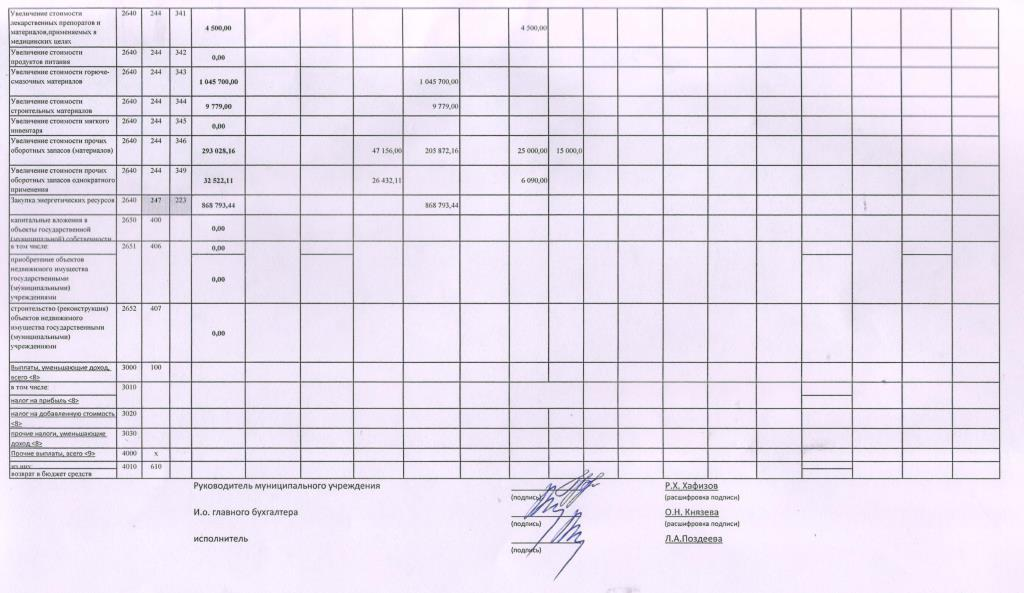 Увеличение стоимости 2640 244 341
лекарственных препоратов и
материалов,применяемых в 4 500,00 4 500,00
медицинских целях
Увеличение стоимости 2640 244 342
продуктов питания 0,00
Увеличение стоимости горюче- 2640 244 343
смазочных материалов 1 045 700,00 1 045 700,00
Увеличение стоимости 2640 244 344
строительных материалов 9 779,00 9 779,00
Увеличение стоимости мягкого 2640 244 345
инвентаря 0,00
Увеличение стоимости прочих 2640 244 346
оборотных запасов (материалов) 293 028,16 47 156,00 205 872,16 25 000,00 15 000,0
Увеличение стоимости прочих 2640 244 349
оборотных запасов однократного 32 522,11 26 432,11 6 090,00
применения
Закупка энергетических ресурсов 2640 247 223
868 793,44 868 793,44
капитальные вложения в 2650 400
объекты государственной 0,00
(муниципальной) собственности
в том числе: 2651 406 0,00
приобретение объектов
недвижимого имущества
государственными 0,00
(муниципальными)
учреждениями
строительство (реконструкция) 2652 407
объектов недвижимого
имущества государственными 0,00
(муниципальными)
учреждениями
Выплаты, уменьшающие доход, 3000 100
всего <8>
в том числе: 3010
налог на прибыль <8>
налог на добавленную стоимость 3020
<8>
прочие налоги, уменьшающие 3030
доход <8>
Прочие выплаты, всего <9> 4000 х
из них: 4010 610
возврат в бюджет средств
Руководитель муниципального учреждения Р.Х. Хафизов
(подпись) (расшифровка подписи)
И.о. главного бухгалтера О.Н. Князева
(подпись) (расшифровка подписи)
исполнитель Л.А.Поздеева
(подпись)